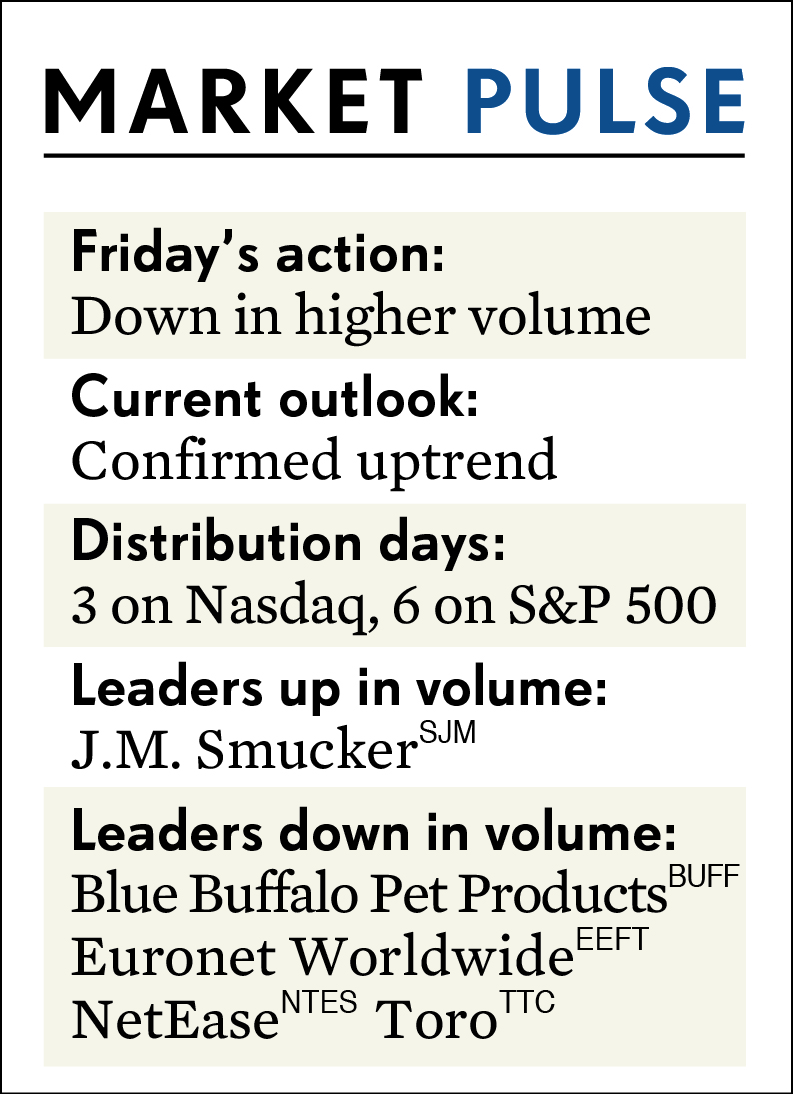 MARKET PULSE
Friday’s action:
Down in higher volume
Current outlook:
Confirmed uptrend
Distribution days:
3 on Nasdaq, 6 on S&P 500
Leaders up in volume:
J.M. Smucker SJM
Leaders down in volume:
Blue Buffalo Pet Products BUFF
Euronet Worldwide EEFT
NetEase NTES Toro TTC